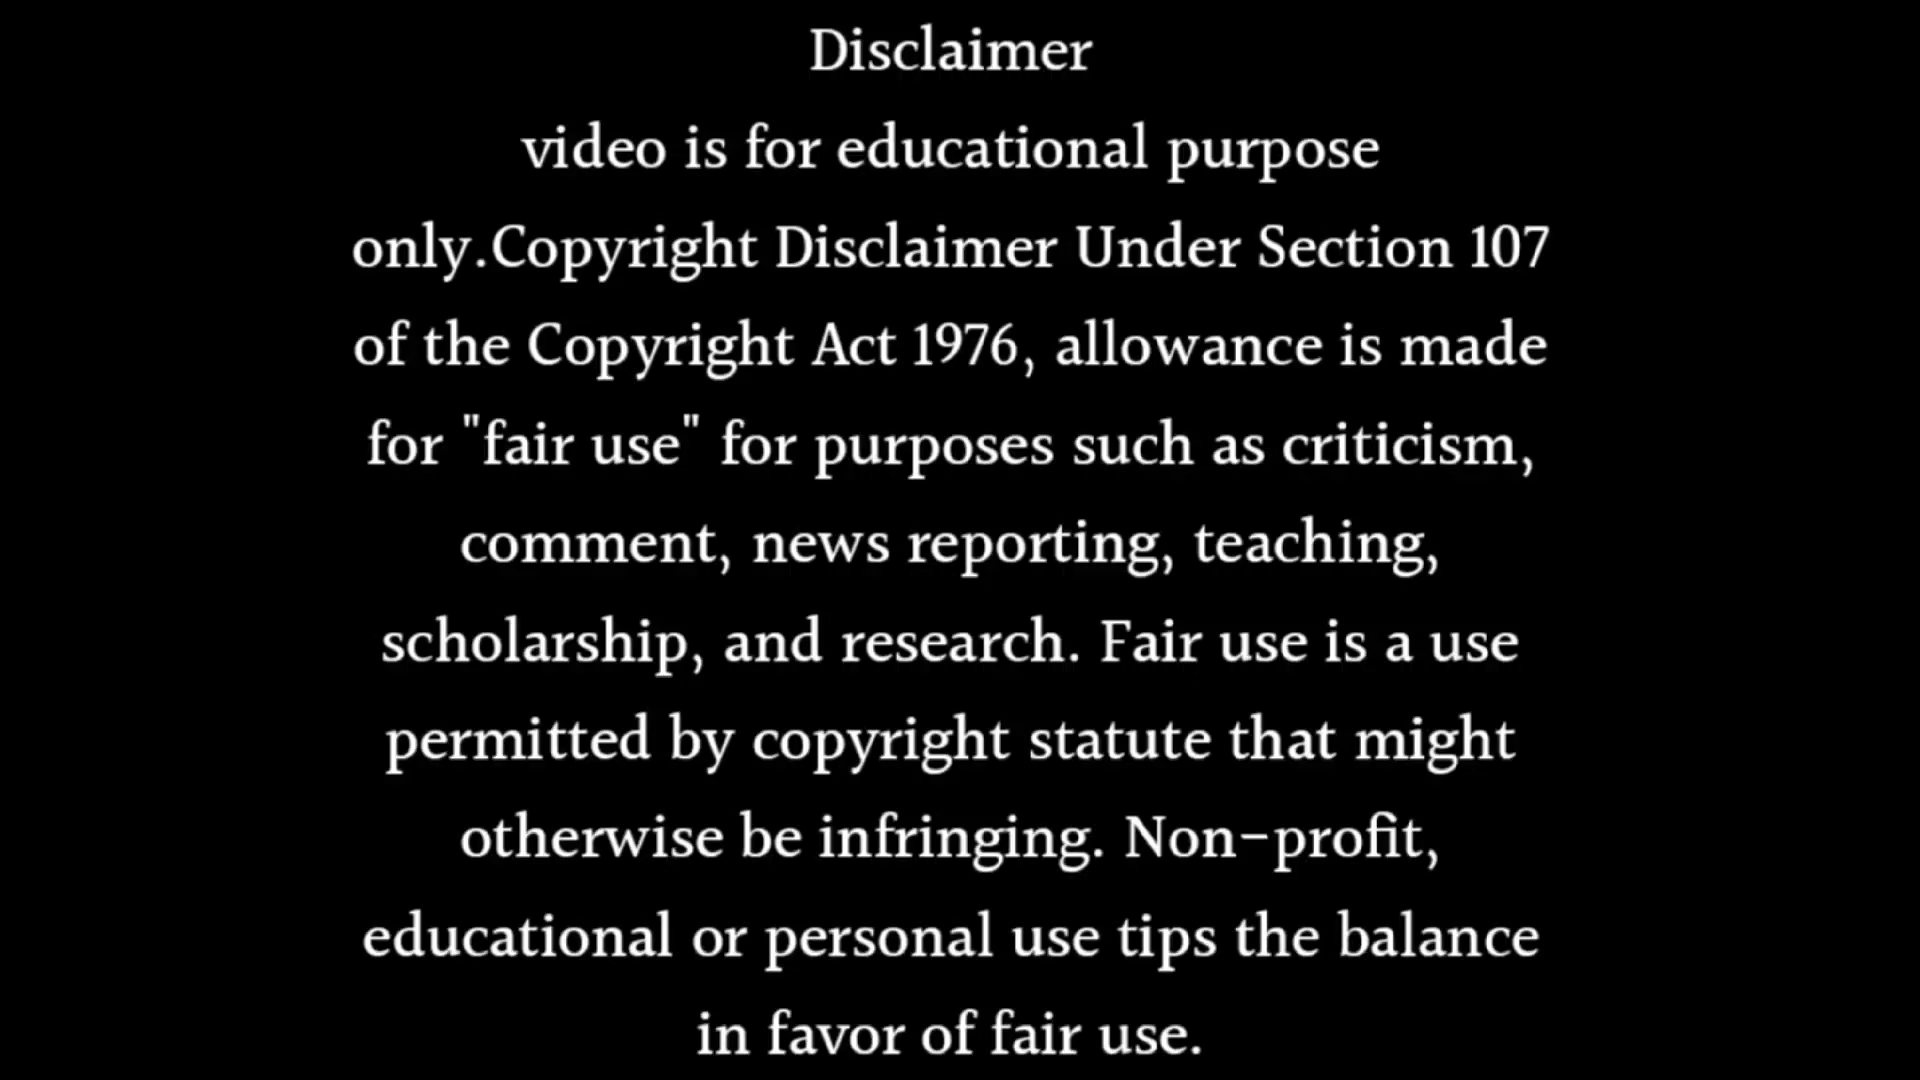 Disclaimer
video is for educational purpose
only.Copyright Disclaimer Under Section 107
of the Copyright Act 1976, allowance is made
for "fair use" for purposes such as criticism,
comment, news reporting, teaching,
scholarship, and research. Fair use is a use
permitted by copyright statute that might
otherwise be infringing. Non-profit,
educational or personal use tips the balance
in favor of fair use.